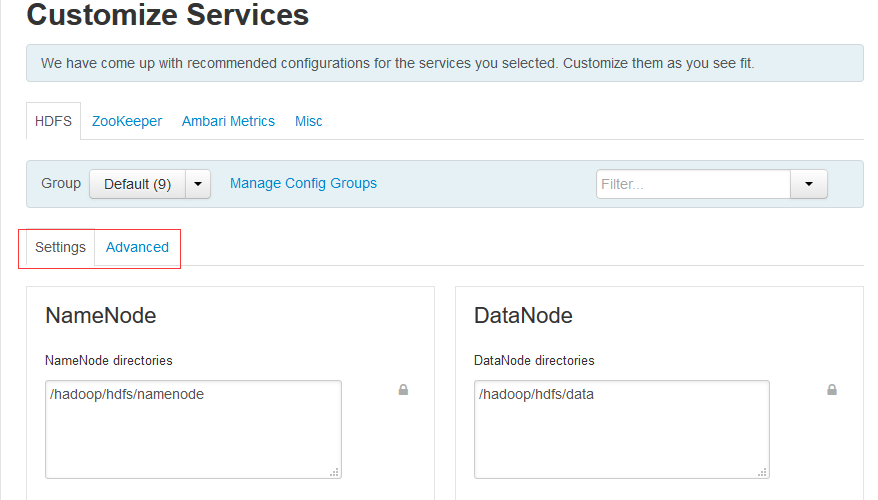 Customize Services
We have come up with recommended configurations for the services you selected. Customize them as you see fit.
HDFS ZooKeeper Ambari Metrics Misc
Group Default (9) Manage Config Groups Filter...
Settings Advanced
NameNode DataNode
NameNode directories DataNode directories
/hadoop/hdfs/namenode /hadoop/hdfs/data